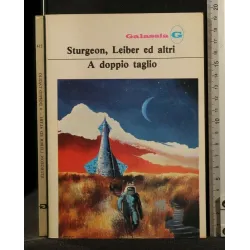 Galassia G
Sturgeon, Leiber ed altri
A doppio taglio